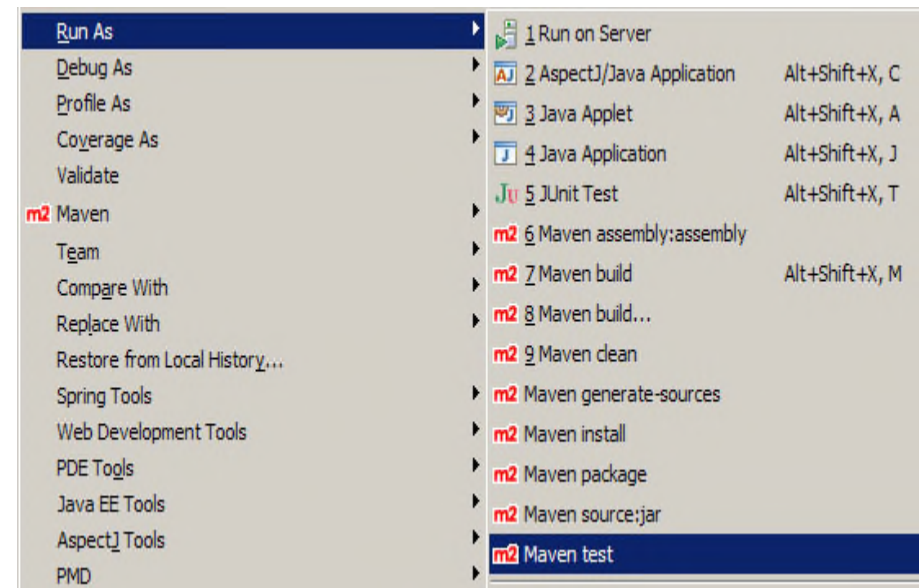 Run As
Debug As
Profile As
Coverage As
Validate
m2 Maven
Team
Compare With
Replace With
Restore from Local History...
Spring Tools
Web Development Tools
PDE Tools
Java EE Tools
AspectJ Tools
PMD
1 Run on Server
AJ 2 AspectJ/Java Application Alt+Shift+X, C
3 Java Applet Alt+Shift+X, A
J 4 Java Application Alt+Shift+X, J
JU 5 JUnit Test Alt+Shift+X, T
m2 6 Maven assembly:assembly
m2 7 Maven build Alt+Shift+X, M
m2 8 Maven build...
m2 9 Maven clean
m2 Maven generate-sources
m2 Maven install
m2 Maven package
m2 Maven source:jar
m2 Maven test